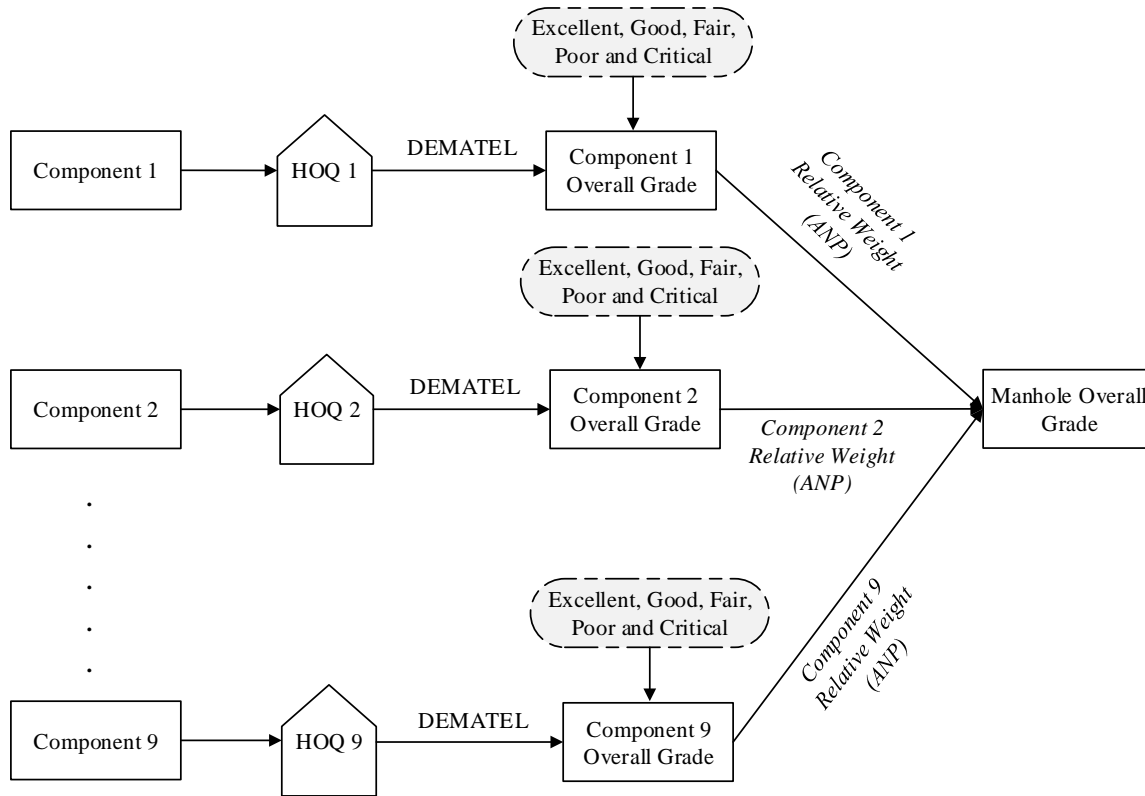 Excellent, Good, Fair,
Poor and Critical
Component 1
HOQ 1
DEMATEL
Component 1
Overall Grade
Component 1
Relative Weight
(ANP)
Excellent, Good, Fair,
Poor and Critical
Component 2
HOQ 2
DEMATEL
Component 2
Overall Grade
Component 2
Relative Weight
(ANP)
Manhole Overall
Grade
Excellent, Good, Fair,
Poor and Critical
Component 9
HOQ 9
DEMATEL
Component 9
Overall Grade
Component 9
Relative Weight
(ANP)